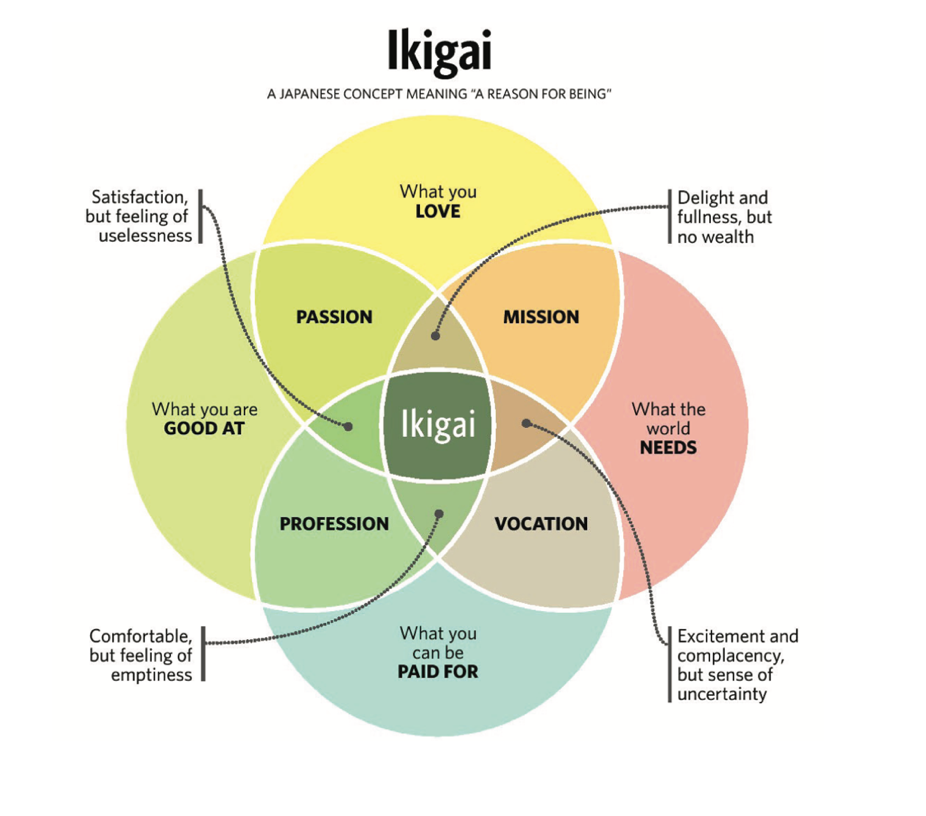 Ikigai
A JAPANESE CONCEPT MEANING “A REASON FOR BEING”
What you
LOVE
Satisfaction,
but feeling of
uselessness
Delight and
fullness, but
no wealth
PASSION
MISSION
What you are
GOOD AT
Ikigai
What the
world
NEEDS
PROFESSION
VOCATION
Comfortable,
but feeling of
emptiness
What you
can be
PAID FOR
Excitement and
complacency,
but sense of
uncertainty